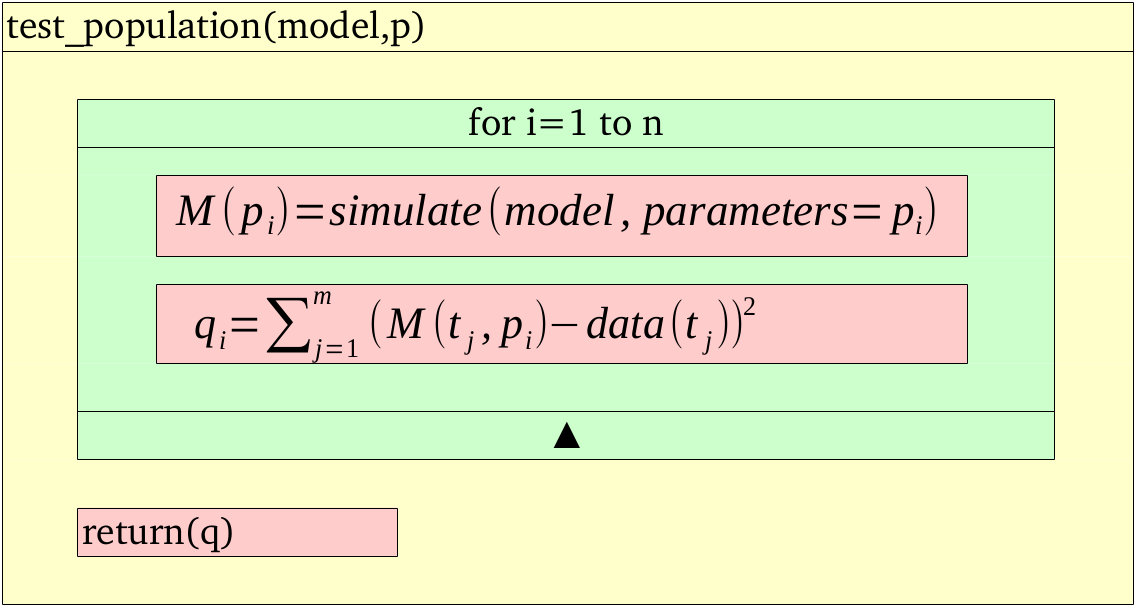 test_population(model,p)
for i=1 to n
M(p_i)=simulate(model, parameters=p_i)
q_i=∑_{j=1}^{m} (M(t_j, p_i)−data(t_j))^2
▲
return(q)